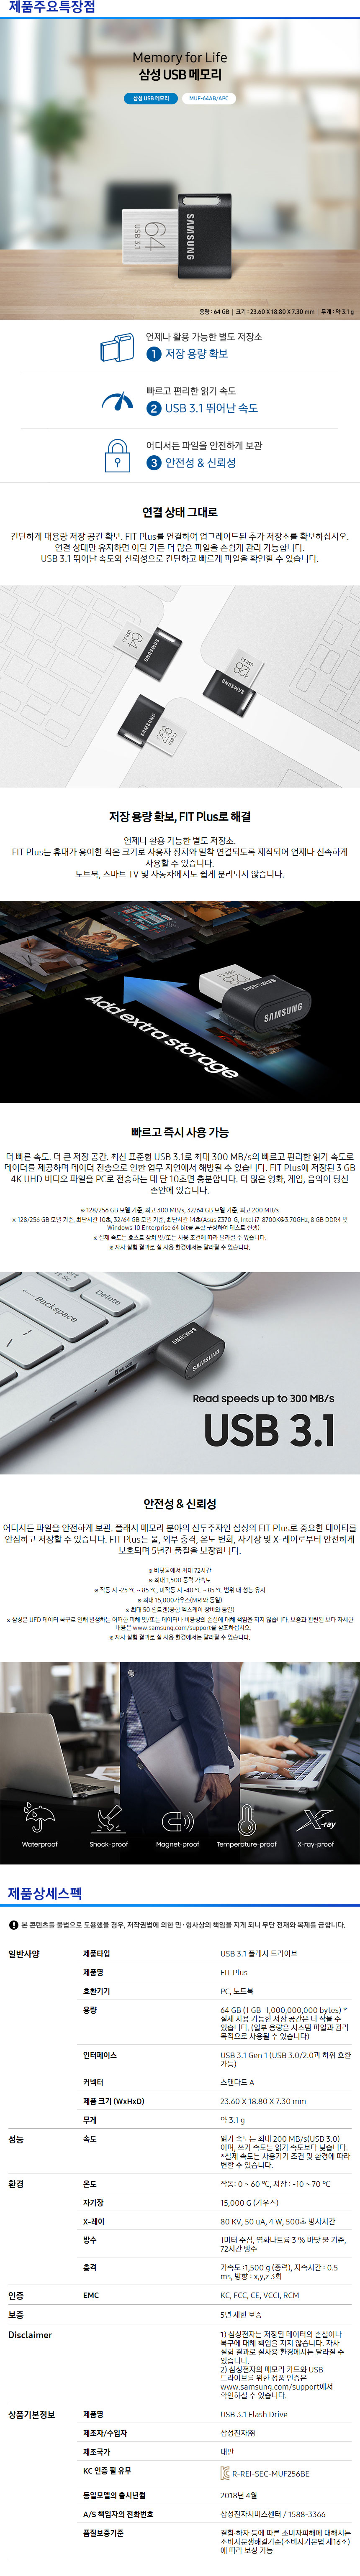 제품주요특장점
Memory for Life
삼성 USB 메모리
삼성 USB 메모리
MUF-64AB/APC
USB 3.1
64
SAMSUNG
용량 : 64 GB | 크기 : 23.60 X 18.80 X 7.30 mm | 무게 : 약 3.1 g
언제나 활용 가능한 별도 저장소
1 저장 용량 확보
빠르고 편리한 읽기 속도
2 USB 3.1 뛰어난 속도
어디서든 파일을 안전하게 보관
3 안전성 & 신뢰성
연결 상태 그대로
간단하게 대용량 저장 공간 확보. FIT Plus를 연결하여 업그레이드된 추가 저장소를 확보하십시오.
연결 상태만 유지하면 어딜 가든 더 많은 파일을 손쉽게 관리 가능합니다.
USB 3.1 뛰어난 속도와 신뢰성으로 간단하고 빠르게 파일을 확인할 수 있습니다.
USB 3.1
64
SAMSUNG
128
SAMSUNG
SAMSUNG
256
저장 용량 확보, FIT Plus로 해결
언제나 활용 가능한 별도 저장소.
FIT Plus는 휴대가 용이한 작은 크기로 사용자 장치와 밀착 연결되도록 제작되어 언제나 신속하게
사용할 수 있습니다.
노트북, 스마트 TV 및 자동차에서도 쉽게 분리되지 않습니다.
128
SAMSUNG
SAMSUNG
Add extra storage
빠르고 즉시 사용 가능
더 빠른 속도. 더 큰 저장 공간. 최신 표준형 USB 3.1로 최대 300 MB/s의 빠르고 편리한 읽기 속도로
데이터를 제공하며 데이터 전송으로 인한 업무 지연에서 해방될 수 있습니다. FIT Plus에 저장된 3 GB
4K UHD 비디오 파일을 PC로 전송하는 데 단 10초면 충분합니다. 더 많은 영화, 게임, 음악이 당신
손안에 있습니다.
※ 128/256 GB 모델 기준, 최고 300 MB/s, 32/64 GB 모델 기준, 최고 200 MB/s
※ 128/256 GB 모델 기준, 최단시간 10초, 32/64 GB 모델 기준, 최단시간 14초(Asus Z370-G, Intel i7-8700K@3.70GHz, 8 GB DDR4 및
Windows 10 Enterprise 64 bit를 혼합 구성하여 테스트 진행)
※ 실제 속도는 호스트 장치 및/또는 사용 조건에 따라 달라질 수 있습니다.
※ 자사 실험 결과로 실 사용 환경에서는 달라질 수 있습니다.
Delete
Backspace
SAMSUNG
SAMSUNG
Read speeds up to 300 MB/s
USB 3.1
안전성 & 신뢰성
어디서든 파일을 안전하게 보관. 플래시 메모리 분야의 선두주자인 삼성의 FIT Plus로 중요한 데이터를
안심하고 저장할 수 있습니다. FIT Plus는 물, 외부 충격, 온도 변화, 자기장 및 X-레이로부터 안전하게
보호되며 5년간 품질을 보장합니다.
※ 바닷물에서 최대 72시간
※ 최대 1,500 중력 가속도
※ 작동 시 -25 ºC ~ 85 ºC, 미작동 시 -40 ºC ~ 85 ºC 범위 내 성능 유지
※ 최대 15,000가우스(MRI와 동일)
※ 최대 50 뢴트겐(공항 엑스레이 장비와 동일)
※ 삼성은 UFD 데이터 복구로 인해 발생하는 어떠한 피해 및/또는 데이터나 비용상의 손실에 대해 책임을 지지 않습니다. 보증과 관련된 보다 자세한
내용은 www.samsung.com/support를 참조하십시오.
※ 자사 실험 결과로 실 사용 환경에서는 달라질 수 있습니다.
X-ray
Waterproof Shock-proof Magnet-proof Temperature-proof X-ray-proof
제품상세스펙
본 콘텐츠를 불법으로 도용했을 경우, 저작권법에 의한 민·형사상의 책임을 지게 되니 무단 전재와 복제를 금합니다.
일반사양 제품타입 USB 3.1 플래시 드라이브
제품명 FIT Plus
호환기기 PC, 노트북
용량 64 GB (1 GB=1,000,000,000 bytes) *
실제 사용 가능한 저장 공간은 더 작을 수
있습니다. (일부 용량은 시스템 파일과 관리
목적으로 사용될 수 있습니다)
인터페이스 USB 3.1 Gen 1 (USB 3.0/2.0과 하위 호환
가능)
커넥터 스탠다드 A
제품 크기 (WxHxD) 23.60 X 18.80 X 7.30 mm
무게 약 3.1 g
성능 속도 읽기 속도는 최대 200 MB/s(USB 3.0)
이며, 쓰기 속도는 읽기 속도보다 낮습니다.
*실제 속도는 사용기기 조건 및 환경에 따라
변할 수 있습니다.
환경 온도 작동: 0 ~ 60 ºC, 저장 : -10 ~ 70 ºC
자기장 15,000 G (가우스)
X-레이 80 KV, 50 uA, 4 W, 500초 방사시간
방수 1미터 수심, 염화나트륨 3 % 바닷 물 기준,
72시간 방수
충격 가속도 :1,500 g (중력), 지속시간 : 0.5
ms, 방향 : x,y,z 3회
인증 EMC KC, FCC, CE, VCCI, RCM
보증 5년 제한 보증
Disclaimer 1) 삼성전자는 저장된 데이터의 손실이나
복구에 대해 책임을 지지 않습니다. 자사
실험 결과로 실사용 환경에서는 달라질 수
있습니다.
2) 삼성전자의 메모리 카드와 USB
드라이브를 위한 정품 인증은
www.samsung.com/support에서
확인하실 수 있습니다.
상품기본정보 제품명 USB 3.1 Flash Drive
제조자/수입자 삼성전자㈜
제조국가 대만
KC 인증 필 유무 R-REI-SEC-MUF256BE
동일모델의 출시년월 2018년 4월
A/S 책임자의 전화번호 삼성전자서비스센터 / 1588-3366
품질보증기준 결함·하자 등에 따른 소비자피해에 대해서는
소비자분쟁해결기준(소비자기본법 제16조)
에 따라 보상 가능